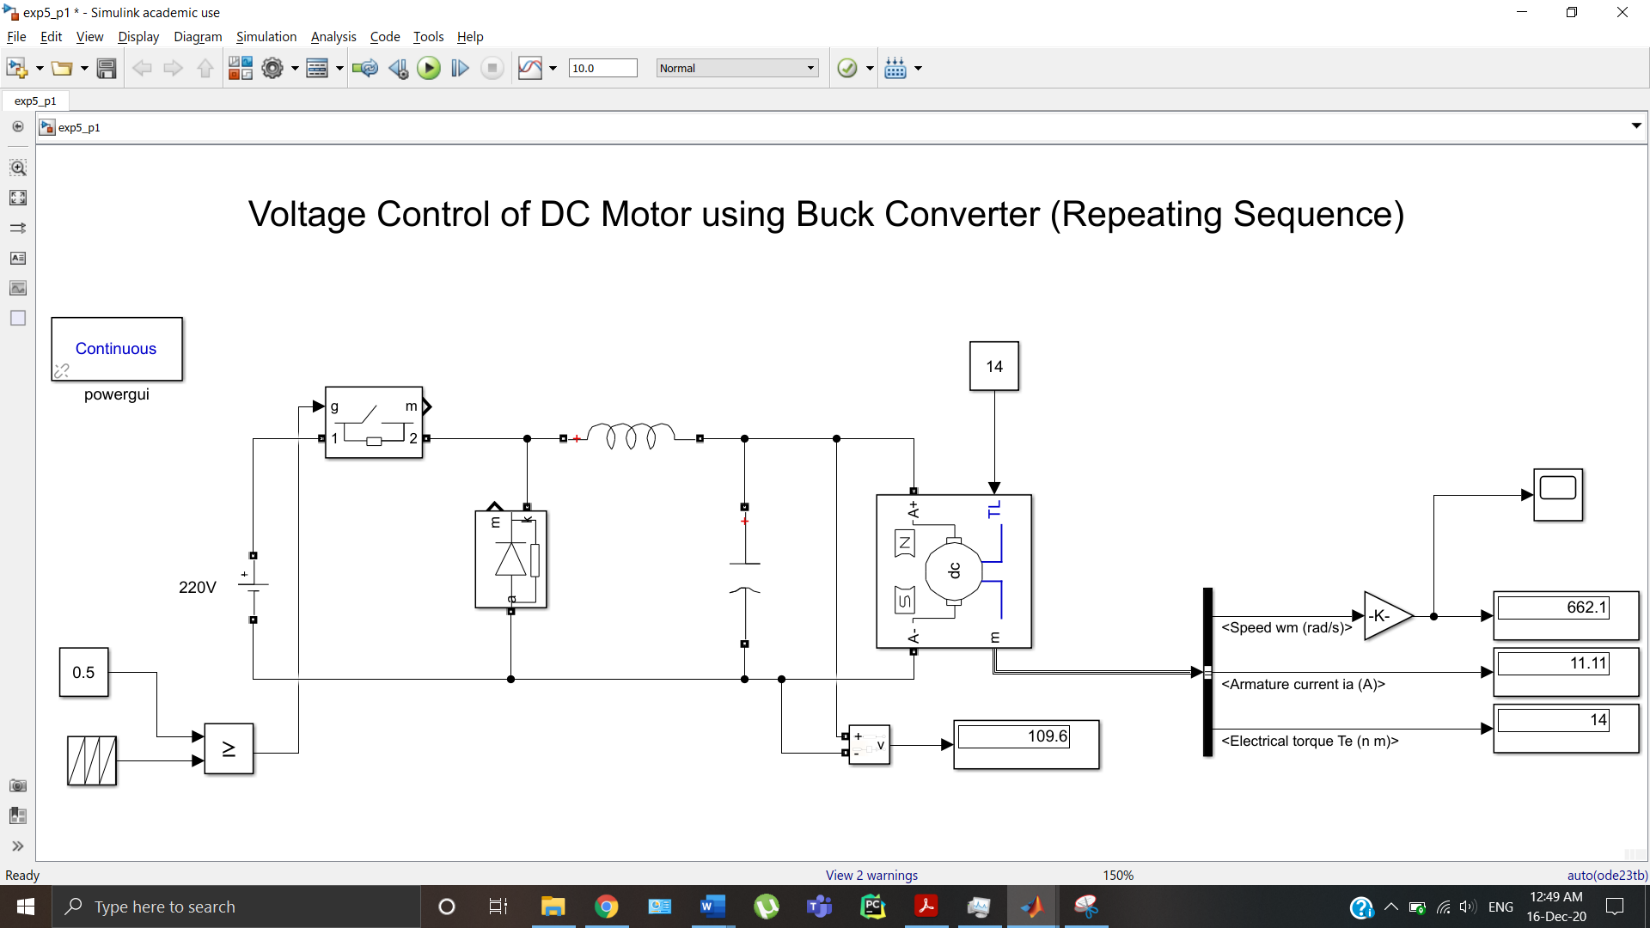 exp5_p1 * - Simulink academic use
File Edit View Display Diagram Simulation Analysis Code Tools Help
10.0 Normal
exp5_p1
exp5_p1
Voltage Control of DC Motor using Buck Converter (Repeating Sequence)
Continuous
powergui
14
g m
1 2
A+ TL
m k
N
dc
+
220V
S
a
A- m
662.1
-K-
<Speed wm (rad/s)>
0.5
11.11
<Armature current ia (A)>
14
+ v
-
109.6
<Electrical torque Te (n m)>
≥
Ready View 2 warnings 150% auto(ode23tb)
Type here to search
ENG
12:49 AM
16-Dec-20